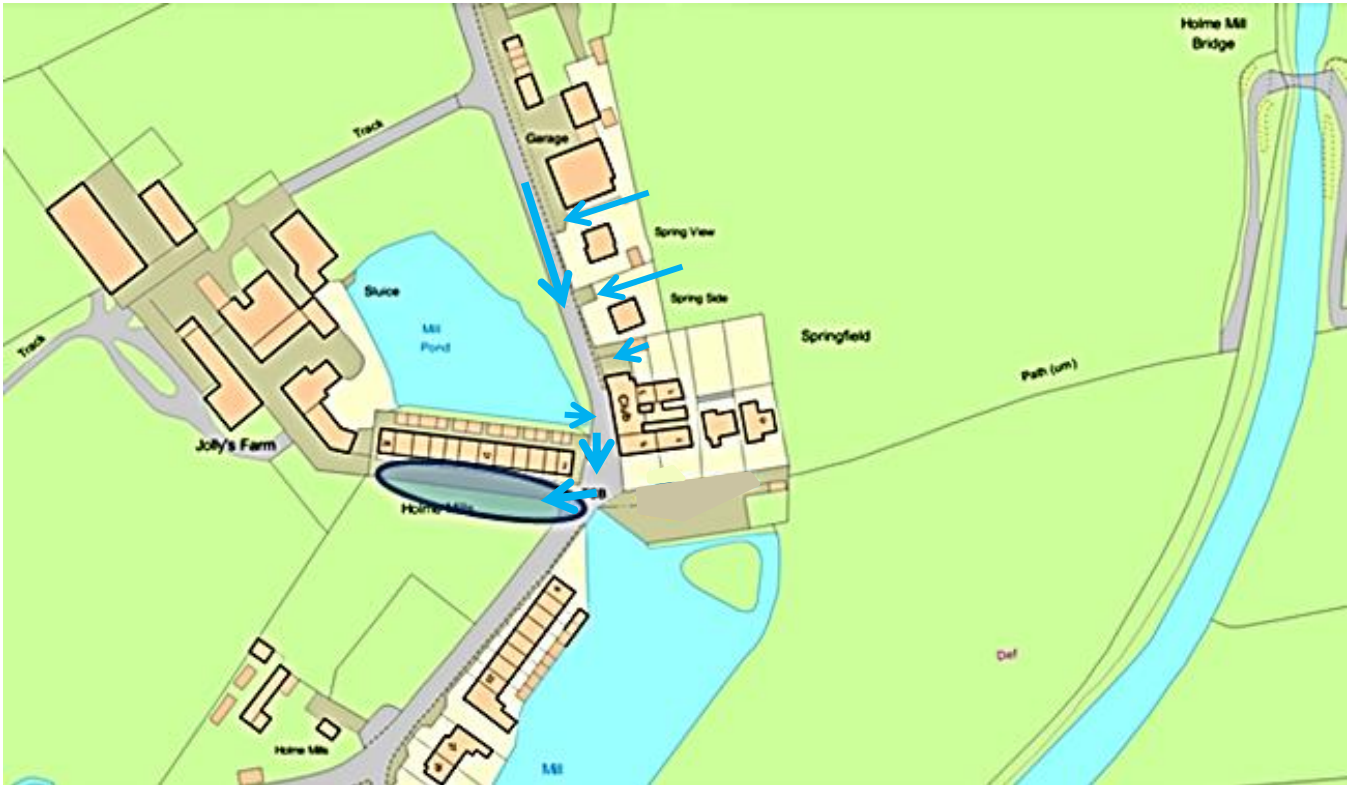 Holme Mill
Bridge
Track
Garage
Spring View
Sluice
Spring Side
Mill
Pond
Springfield
Track
Path (um)
Club
Jolly's Farm
Holme Mills
TCB
Def
Holme Mills
Mill